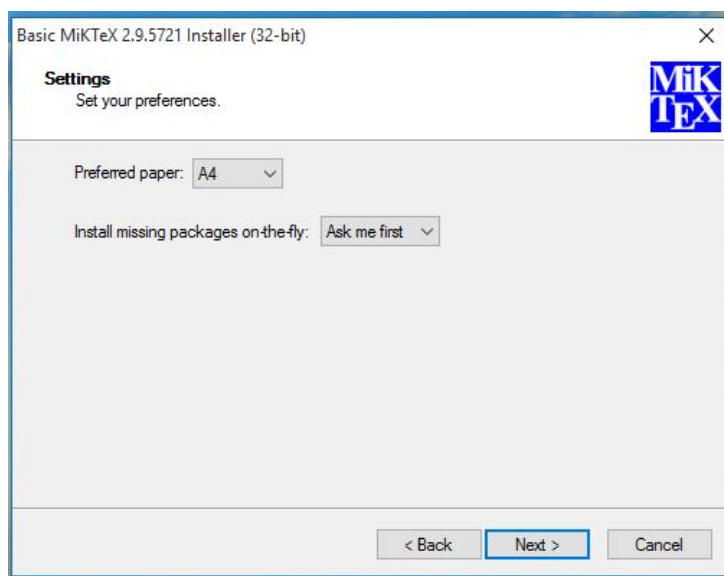 Basic MiKTeX 2.9.5721 Installer (32-bit)
Settings
Set your preferences.
MiK
TEX
Preferred paper: A4
Install missing packages on-the-fly: Ask me first
< Back Next > Cancel